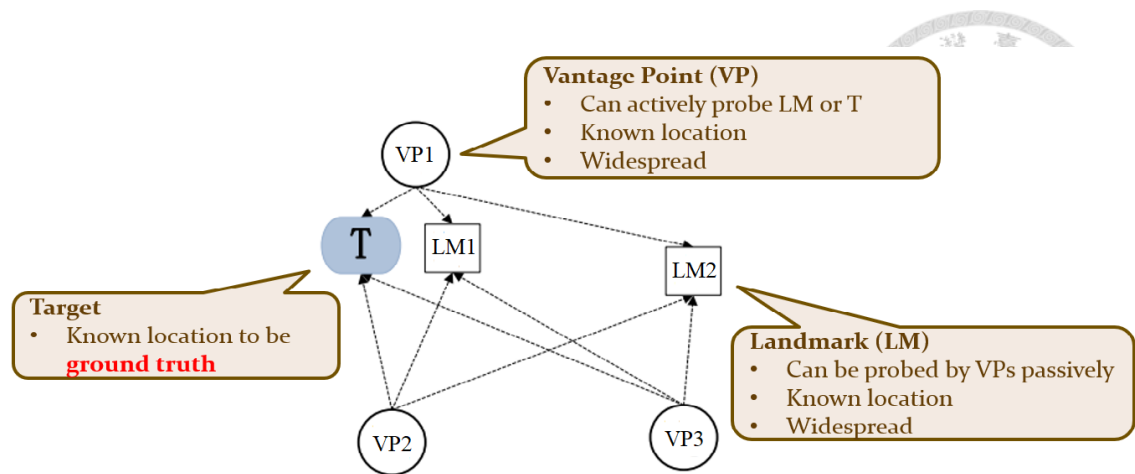 Vantage Point (VP)
• Can actively probe LM or T
• Known location
• Widespread
VP1
T
LM1
LM2
Target
• Known location to be
ground truth
Landmark (LM)
• Can be probed by VPs passively
• Known location
• Widespread
VP2
VP3